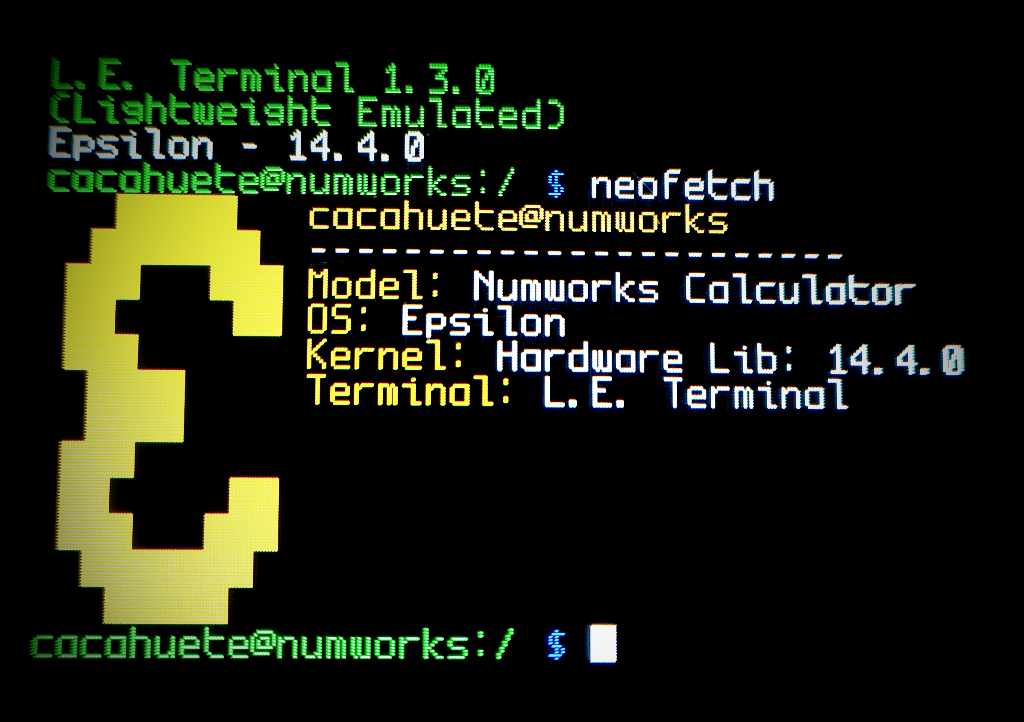 L.E. Terminal 1.3.0
(Lightweight Emulated)
Epsilon - 14.4.0
cacahuete@numworks:/ $ neofetch
cacahuete@numworks
-----------------------
Model: Numworks Calculator
OS: Epsilon
Kernel: Hardware Lib: 14.4.0
Terminal: L.E. Terminal
cacahuete@numworks:/ $